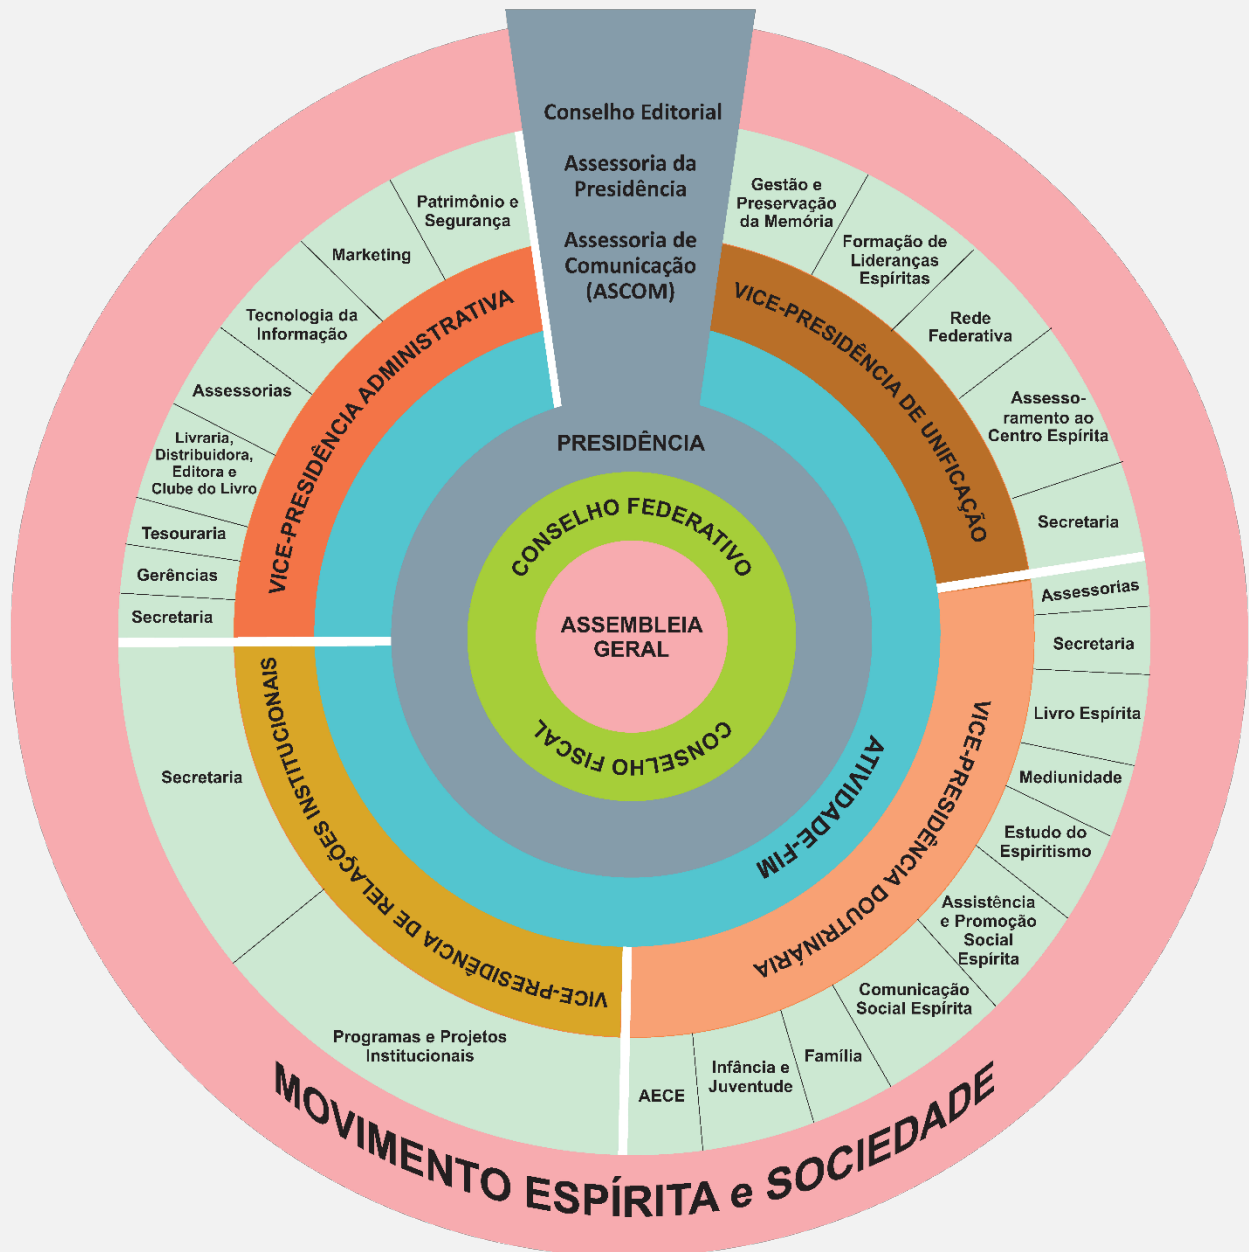 Conselho Editorial
Assessoria da
Presidência
Assessoria de
Comunicação
(ASCOM)
PRESIDÊNCIA
CONSELHO FEDERATIVO
ASSEMBLEIA
GERAL
CONSELHO FISCAL
ATIVIDADE-FIM
VICE-PRESIDÊNCIA DE UNIFICAÇÃO
Gestão e
Preservação
da Memória
Formação de
Lideranças
Espíritas
Rede
Federativa
Assesso-
ramento ao
Centro Espírita
Secretaria
VICE-PRESIDÊNCIA DOUTRINÁRIA
Assessorias
Secretaria
Livro Espírita
Mediunidade
Estudo do
Espiritismo
Assistência
e Promoção
Social
Espírita
Comunicação
Social Espírita
Família
Infância e
Juventude
AECE
VICE-PRESIDÊNCIA DE RELAÇÕES INSTITUCIONAIS
Programas e Projetos
Institucionais
Secretaria
VICE-PRESIDÊNCIA ADMINISTRATIVA
Secretaria
Gerências
Tesouraria
Livraria,
Distribuidora,
Editora e
Clube do Livro
Assessorias
Tecnologia da
Informação
Marketing
Patrimônio e
Segurança
MOVIMENTO ESPÍRITA e SOCIEDADE